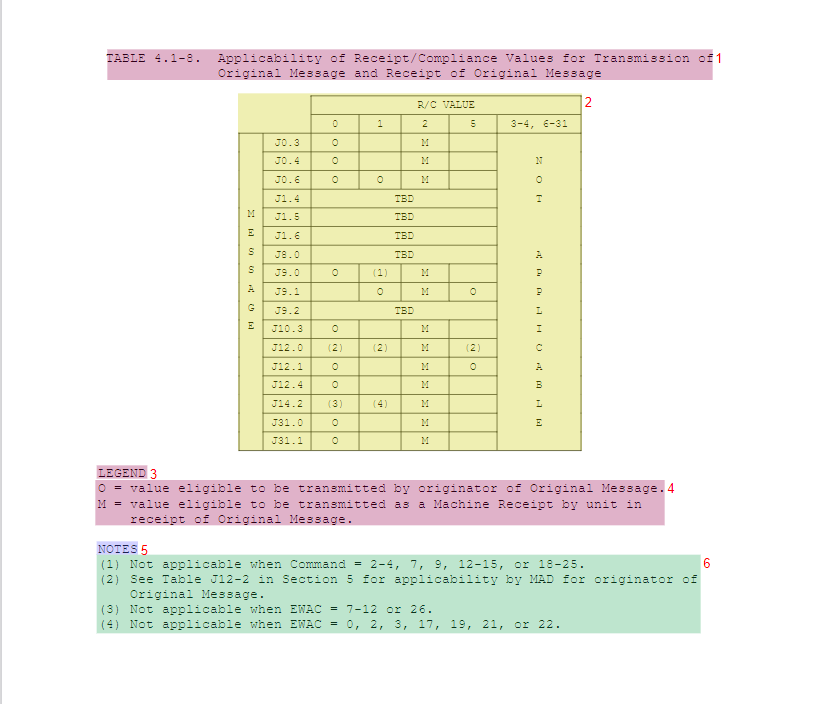 TABLE 4.1-8. Applicability of Receipt/Compliance Values for Transmission of 1
Original Message and Receipt of Original Message
R/C VALUE 2
0 1 2 5 3-4, 6-31
MESSAGE
J0.3 O M
J0.4 O M
J0.6 O O M
J1.4 TBD
J1.5 TBD
J1.6 TBD
J8.0 TBD
J9.0 O (1) M
J9.1 O M O
J9.2 TBD
J10.3 O M
J12.0 (2) (2) M (2)
J12.1 O M O
J12.4 O M
J14.2 (3) (4) M
J31.0 O M
J31.1 O M
NOT APPLICABLE
LEGEND 3
O = value eligible to be transmitted by originator of Original Message. 4
M = value eligible to be transmitted as a Machine Receipt by unit in
receipt of Original Message.
NOTES 5
(1) Not applicable when Command = 2-4, 7, 9, 12-15, or 18-25. 6
(2) See Table J12-2 in Section 5 for applicability by MAD for originator of
Original Message.
(3) Not applicable when EWAC = 7-12 or 26.
(4) Not applicable when EWAC = 0, 2, 3, 17, 19, 21, or 22.